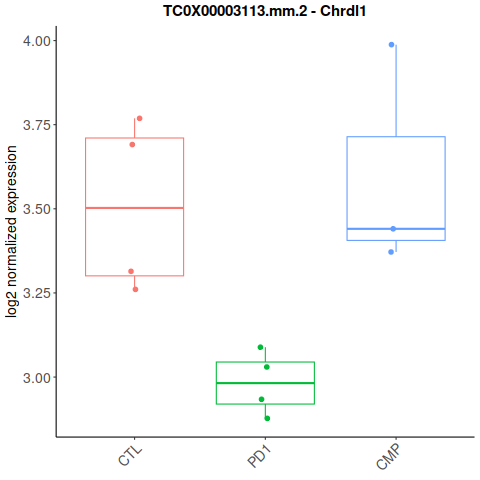 TC0X00003113.mm.2 - Chrdl1
log2 normalized expression
4.00
3.75
3.50
3.25
3.00
CTL
PD1
CMP